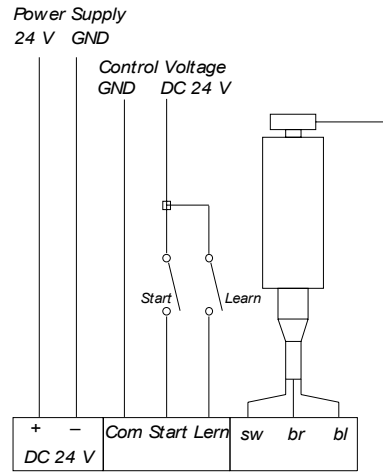 Power Supply
24 V GND
Control Voltage
GND DC 24 V
Start Learn
+ –
DC 24 V
Com Start Lern
sw br bl